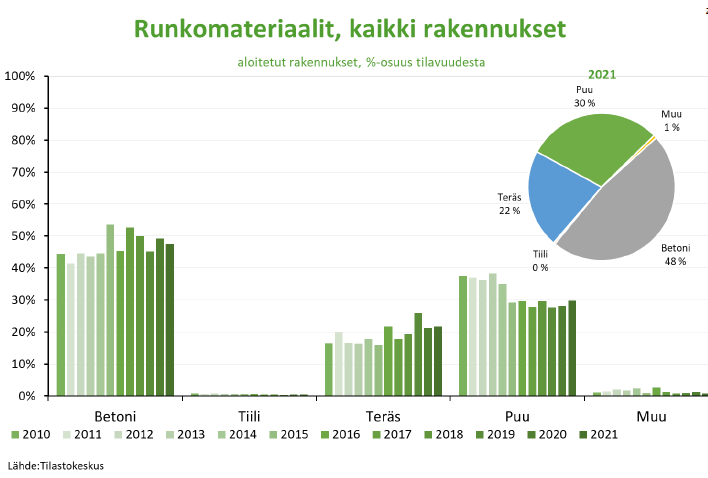 Runkomateriaalit, kaikki rakennukset
aloitetut rakennukset, %-osuus tilavuudesta
2021
100%
90%
80%
70%
60%
50%
40%
30%
20%
10%
0%
Puu
30 %
Muu
1 %
Teräs
22 %
Tiili
0 %
Betoni
48 %
Betoni Tiili Teräs Puu Muu
2010 2011 2012 2013 2014 2015 2016 2017 2018 2019 2020 2021
Lähde:Tilastokeskus